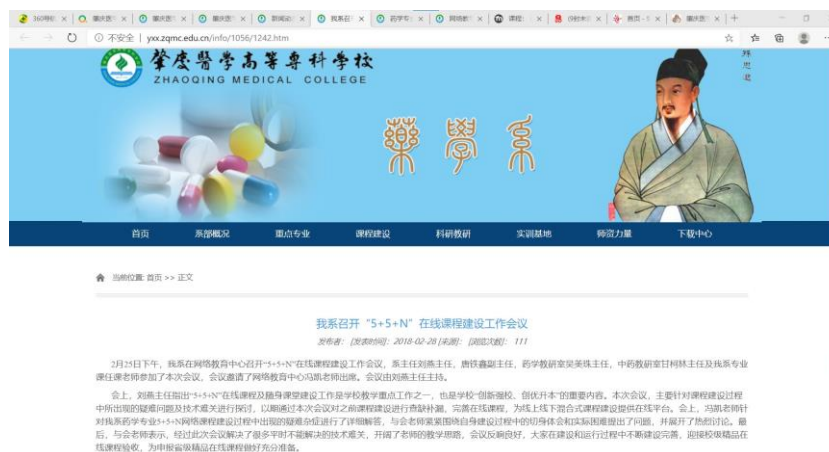 360导航
新闻论
我系召
药学专
网络教
课程:
首页 - S
不安全 | yxx.zqmc.edu.cn/info/1056/1242.htm
肇庆醫学高等专科学校
ZHAOQING MEDICAL COLLEGE
藥學系
首页 系部概况 重点专业 课程建设 科研教研 实训基地 师资力量 下载中心
当前位置: 首页 >> 正文
我系召开“5+5+N”在线课程建设工作会议
发布者: [发表时间]: 2018-02-28 [来源]: [浏览次数]: 111
2月25日下午，我系在网络教育中心召开“5+5+N”在线课程建设工作会议，系主任刘燕主任，唐铁鑫副主任，药学教研室吴美珠主任，中药教研室甘柯林主任及我系专业
课任课老师参加了本次会议，会议邀请了网络教育中心冯凯老师出席。会议由刘燕主任主持。
会上，刘燕主任指出“5+5+N”在线课程及随身课堂建设工作是学校教学重点工作之一，也是学校“创新强校、创优升本”的重要内容。本次会议，主要针对课程建设过程
中所出现的疑难问题及技术难关进行探讨，以期通过本次会议对之前课程建设进行查缺补漏，完善在线课程，为线上线下混合式课程建设提供在线平台。会上，冯凯老师针
对我系药学专业5+5+N网络课程建设过程中出现的疑难杂症进行了详细解答，与会老师紧紧围绕自身建设过程中的切身体会和实际困难提出了问题，并展开了热烈讨论。最
后，与会老师表示，经过此次会议解决了很多平时不能解决的技术难关，开阔了老师的教学思路，会议反响良好，大家在建设和运行过程中不断建设完善，迎接校级精品在
线课程验收，为申报省级精品在线课程做好充分准备。